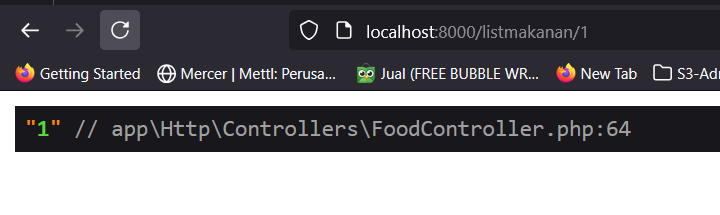 localhost:8000/listmakanan/1
Getting Started Mercer | Mettl: Perusa... Jual (FREE BUBBLE WR... New Tab S3-Adr
"1" // app\Http\Controllers\FoodController.php:64